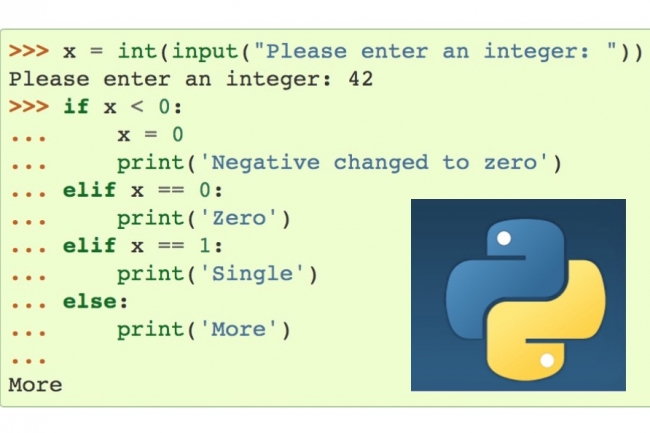 >>> x = int(input("Please enter an integer: "))
Please enter an integer: 42
>>> if x < 0:
...     x = 0
...     print('Negative changed to zero')
... elif x == 0:
...     print('Zero')
... elif x == 1:
...     print('Single')
... else:
...     print('More')
...
More